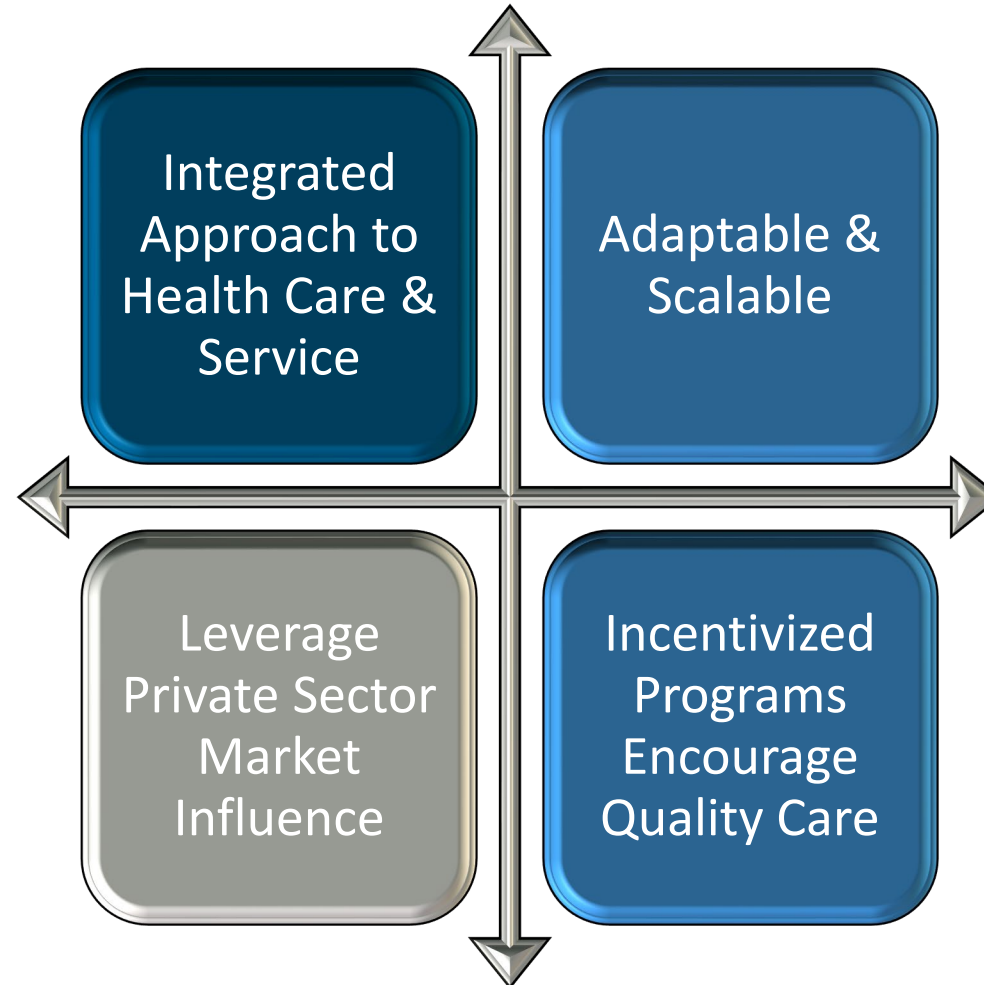 Integrated
Approach to
Health Care &
Service
Adaptable &
Scalable
Leverage
Private Sector
Market
Influence
Incentivized
Programs
Encourage
Quality Care